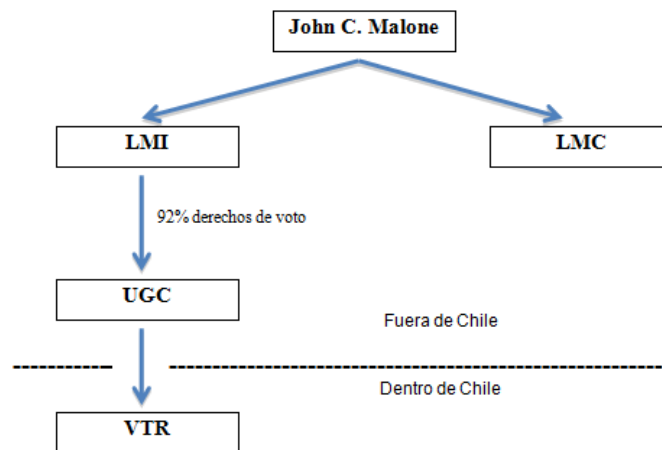 John C. Malone
LMI
LMC
92% derechos de voto
UGC
Fuera de Chile
Dentro de Chile
VTR